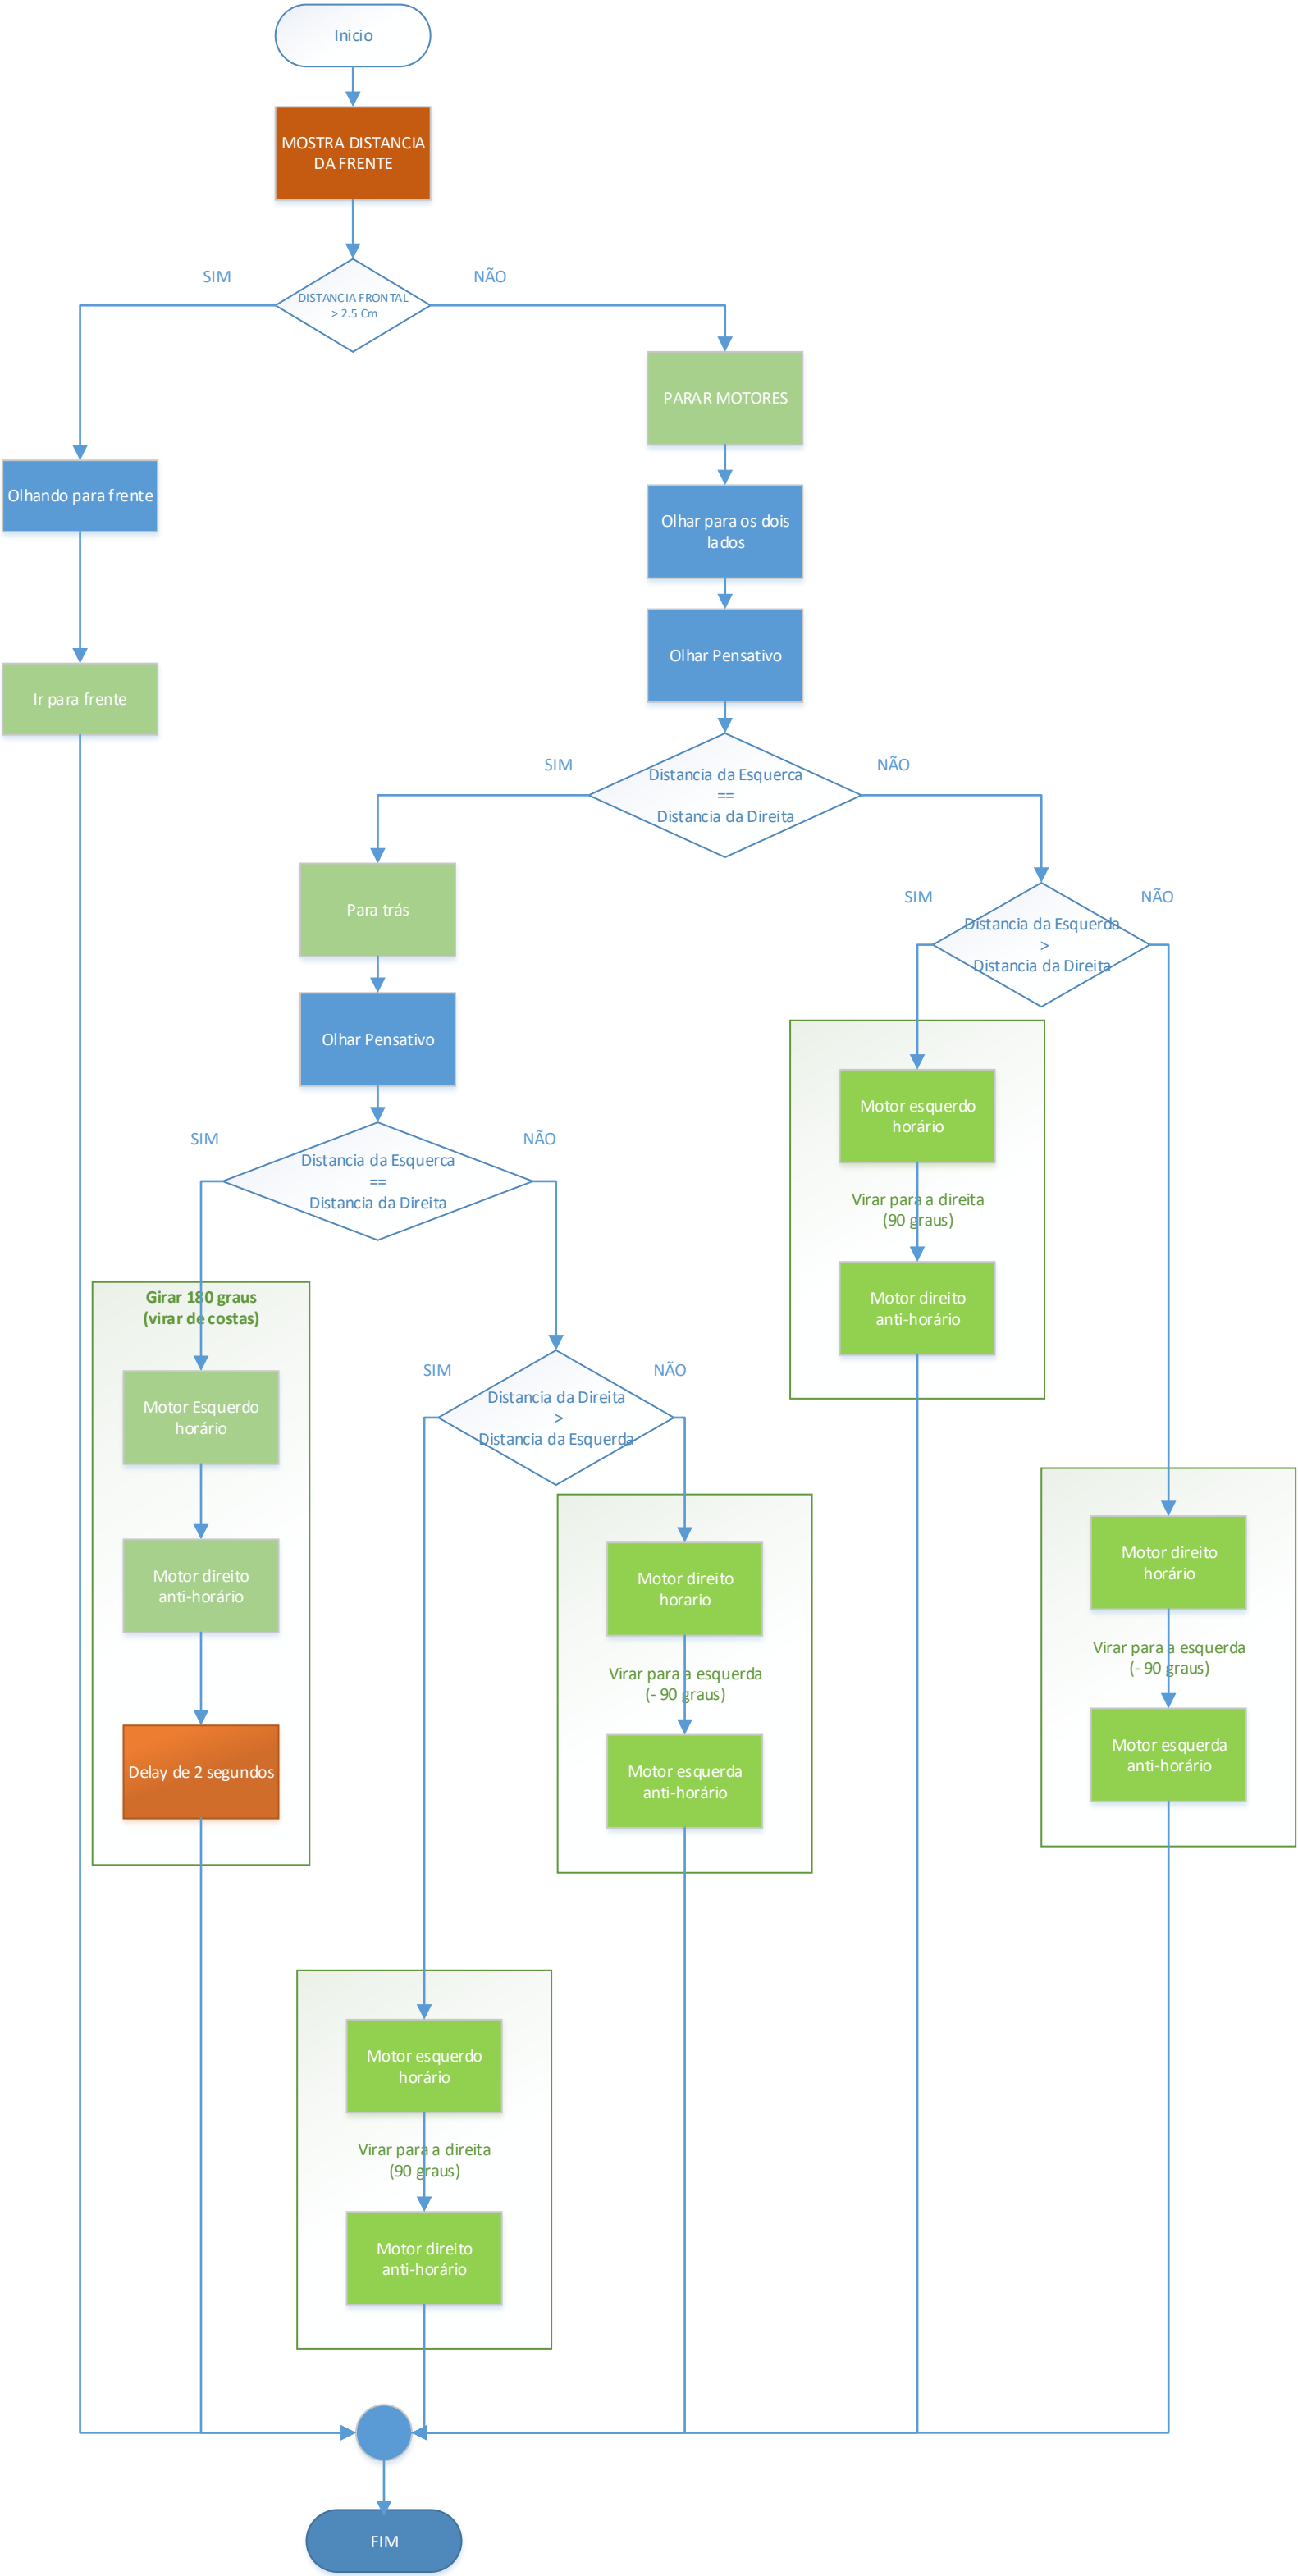 Inicio
MOSTRA DISTANCIA
DA FRENTE
SIM
NÃO
DISTANCIA FRONTAL
> 2.5 Cm
PARAR MOTORES
Olhando para frente
Olhar para os dois
lados
Olhar Pensativo
Ir para frente
SIM
NÃO
Distancia da Esquerca
==
Distancia da Direita
Para trás
SIM
NÃO
Distancia da Esquerda
>
Distancia da Direita
Olhar Pensativo
Motor esquerdo
horário
SIM
NÃO
Distancia da Esquerca
==
Distancia da Direita
Virar para a direita
(90 graus)
Girar 180 graus
(virar de costas)
Motor direito
anti-horário
SIM
NÃO
Distancia da Direita
>
Distancia da Esquerda
Motor Esquerdo
horário
Motor direito
horario
Motor direito
horário
Motor direito
anti-horário
Virar para a esquerda
(- 90 graus)
Virar para a esquerda
(- 90 graus)
Delay de 2 segundos
Motor esquerda
anti-horário
Motor esquerda
anti-horário
Motor esquerdo
horário
Virar para a direita
(90 graus)
Motor direito
anti-horário
FIM